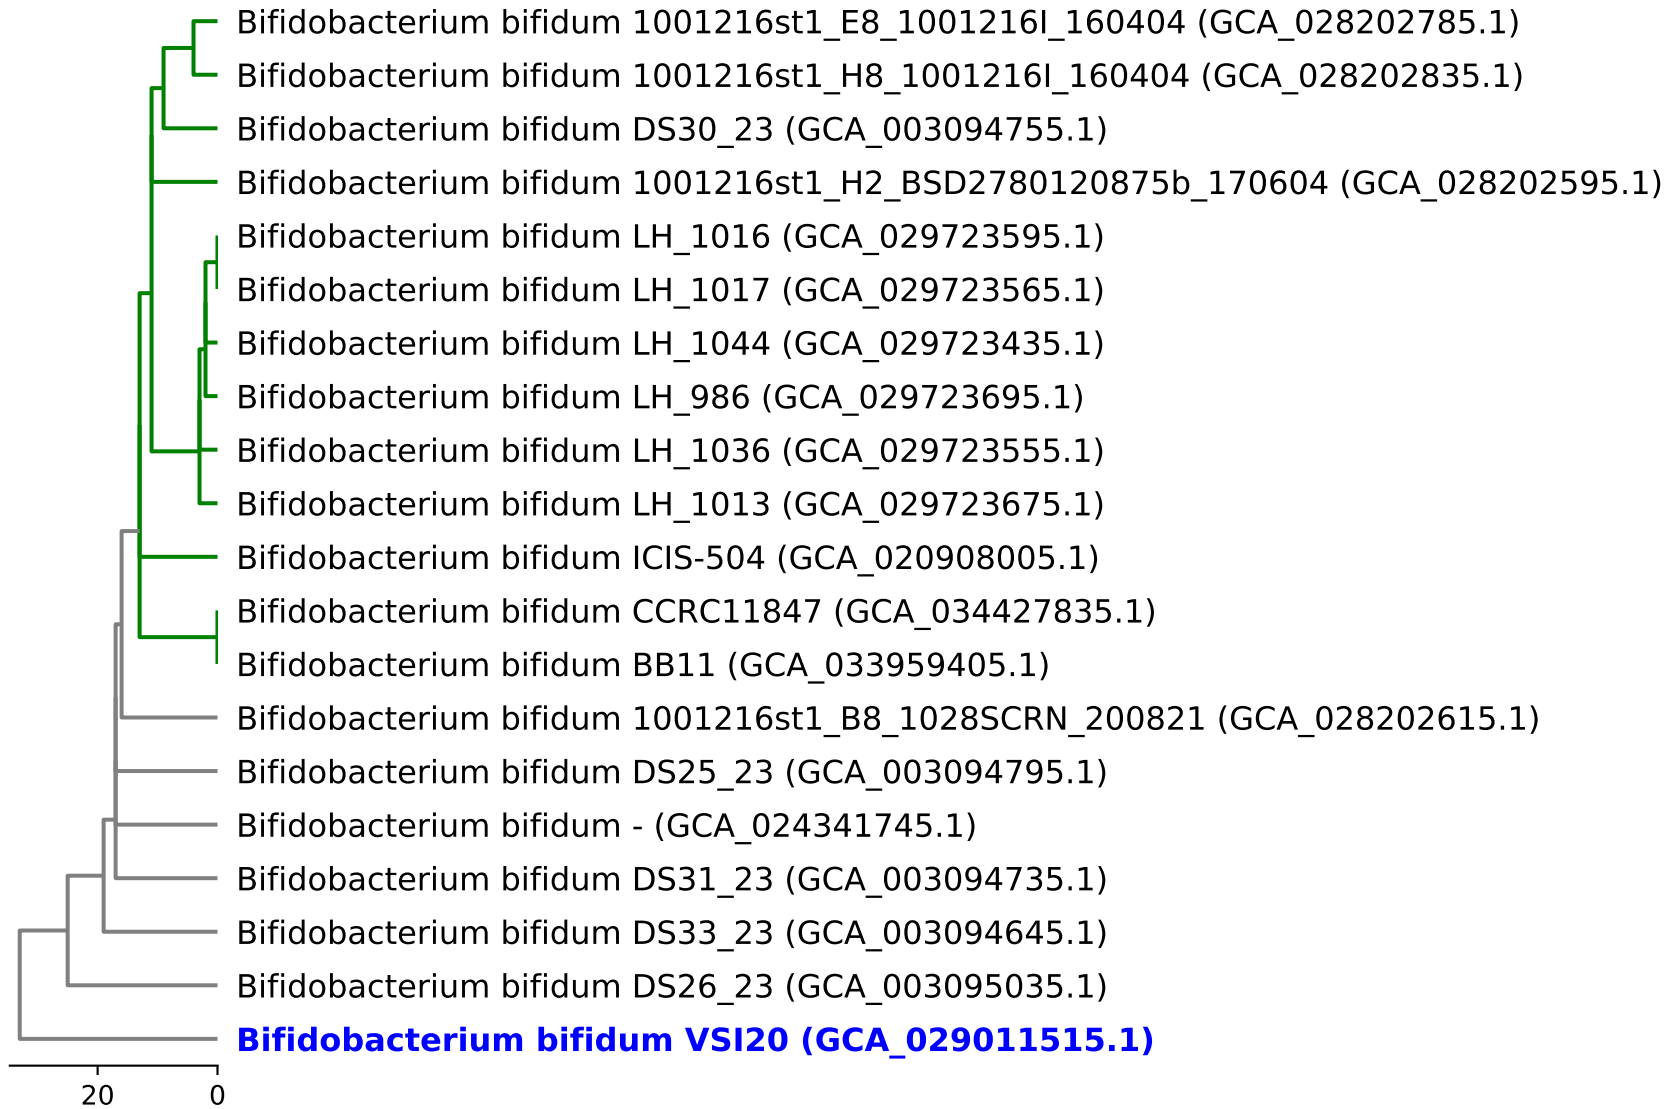 Bifidobacterium bifidum 1001216st1_E8_1001216I_160404 (GCA_028202785.1)
Bifidobacterium bifidum 1001216st1_H8_1001216I_160404 (GCA_028202835.1)
Bifidobacterium bifidum DS30_23 (GCA_003094755.1)
Bifidobacterium bifidum 1001216st1_H2_BSD2780120875b_170604 (GCA_028202595.1)
Bifidobacterium bifidum LH_1016 (GCA_029723595.1)
Bifidobacterium bifidum LH_1017 (GCA_029723565.1)
Bifidobacterium bifidum LH_1044 (GCA_029723435.1)
Bifidobacterium bifidum LH_986 (GCA_029723695.1)
Bifidobacterium bifidum LH_1036 (GCA_029723555.1)
Bifidobacterium bifidum LH_1013 (GCA_029723675.1)
Bifidobacterium bifidum ICIS-504 (GCA_020908005.1)
Bifidobacterium bifidum CCRC11847 (GCA_034427835.1)
Bifidobacterium bifidum BB11 (GCA_033959405.1)
Bifidobacterium bifidum 1001216st1_B8_1028SCRN_200821 (GCA_028202615.1)
Bifidobacterium bifidum DS25_23 (GCA_003094795.1)
Bifidobacterium bifidum - (GCA_024341745.1)
Bifidobacterium bifidum DS31_23 (GCA_003094735.1)
Bifidobacterium bifidum DS33_23 (GCA_003094645.1)
Bifidobacterium bifidum DS26_23 (GCA_003095035.1)
Bifidobacterium bifidum VSI20 (GCA_029011515.1)
20 0